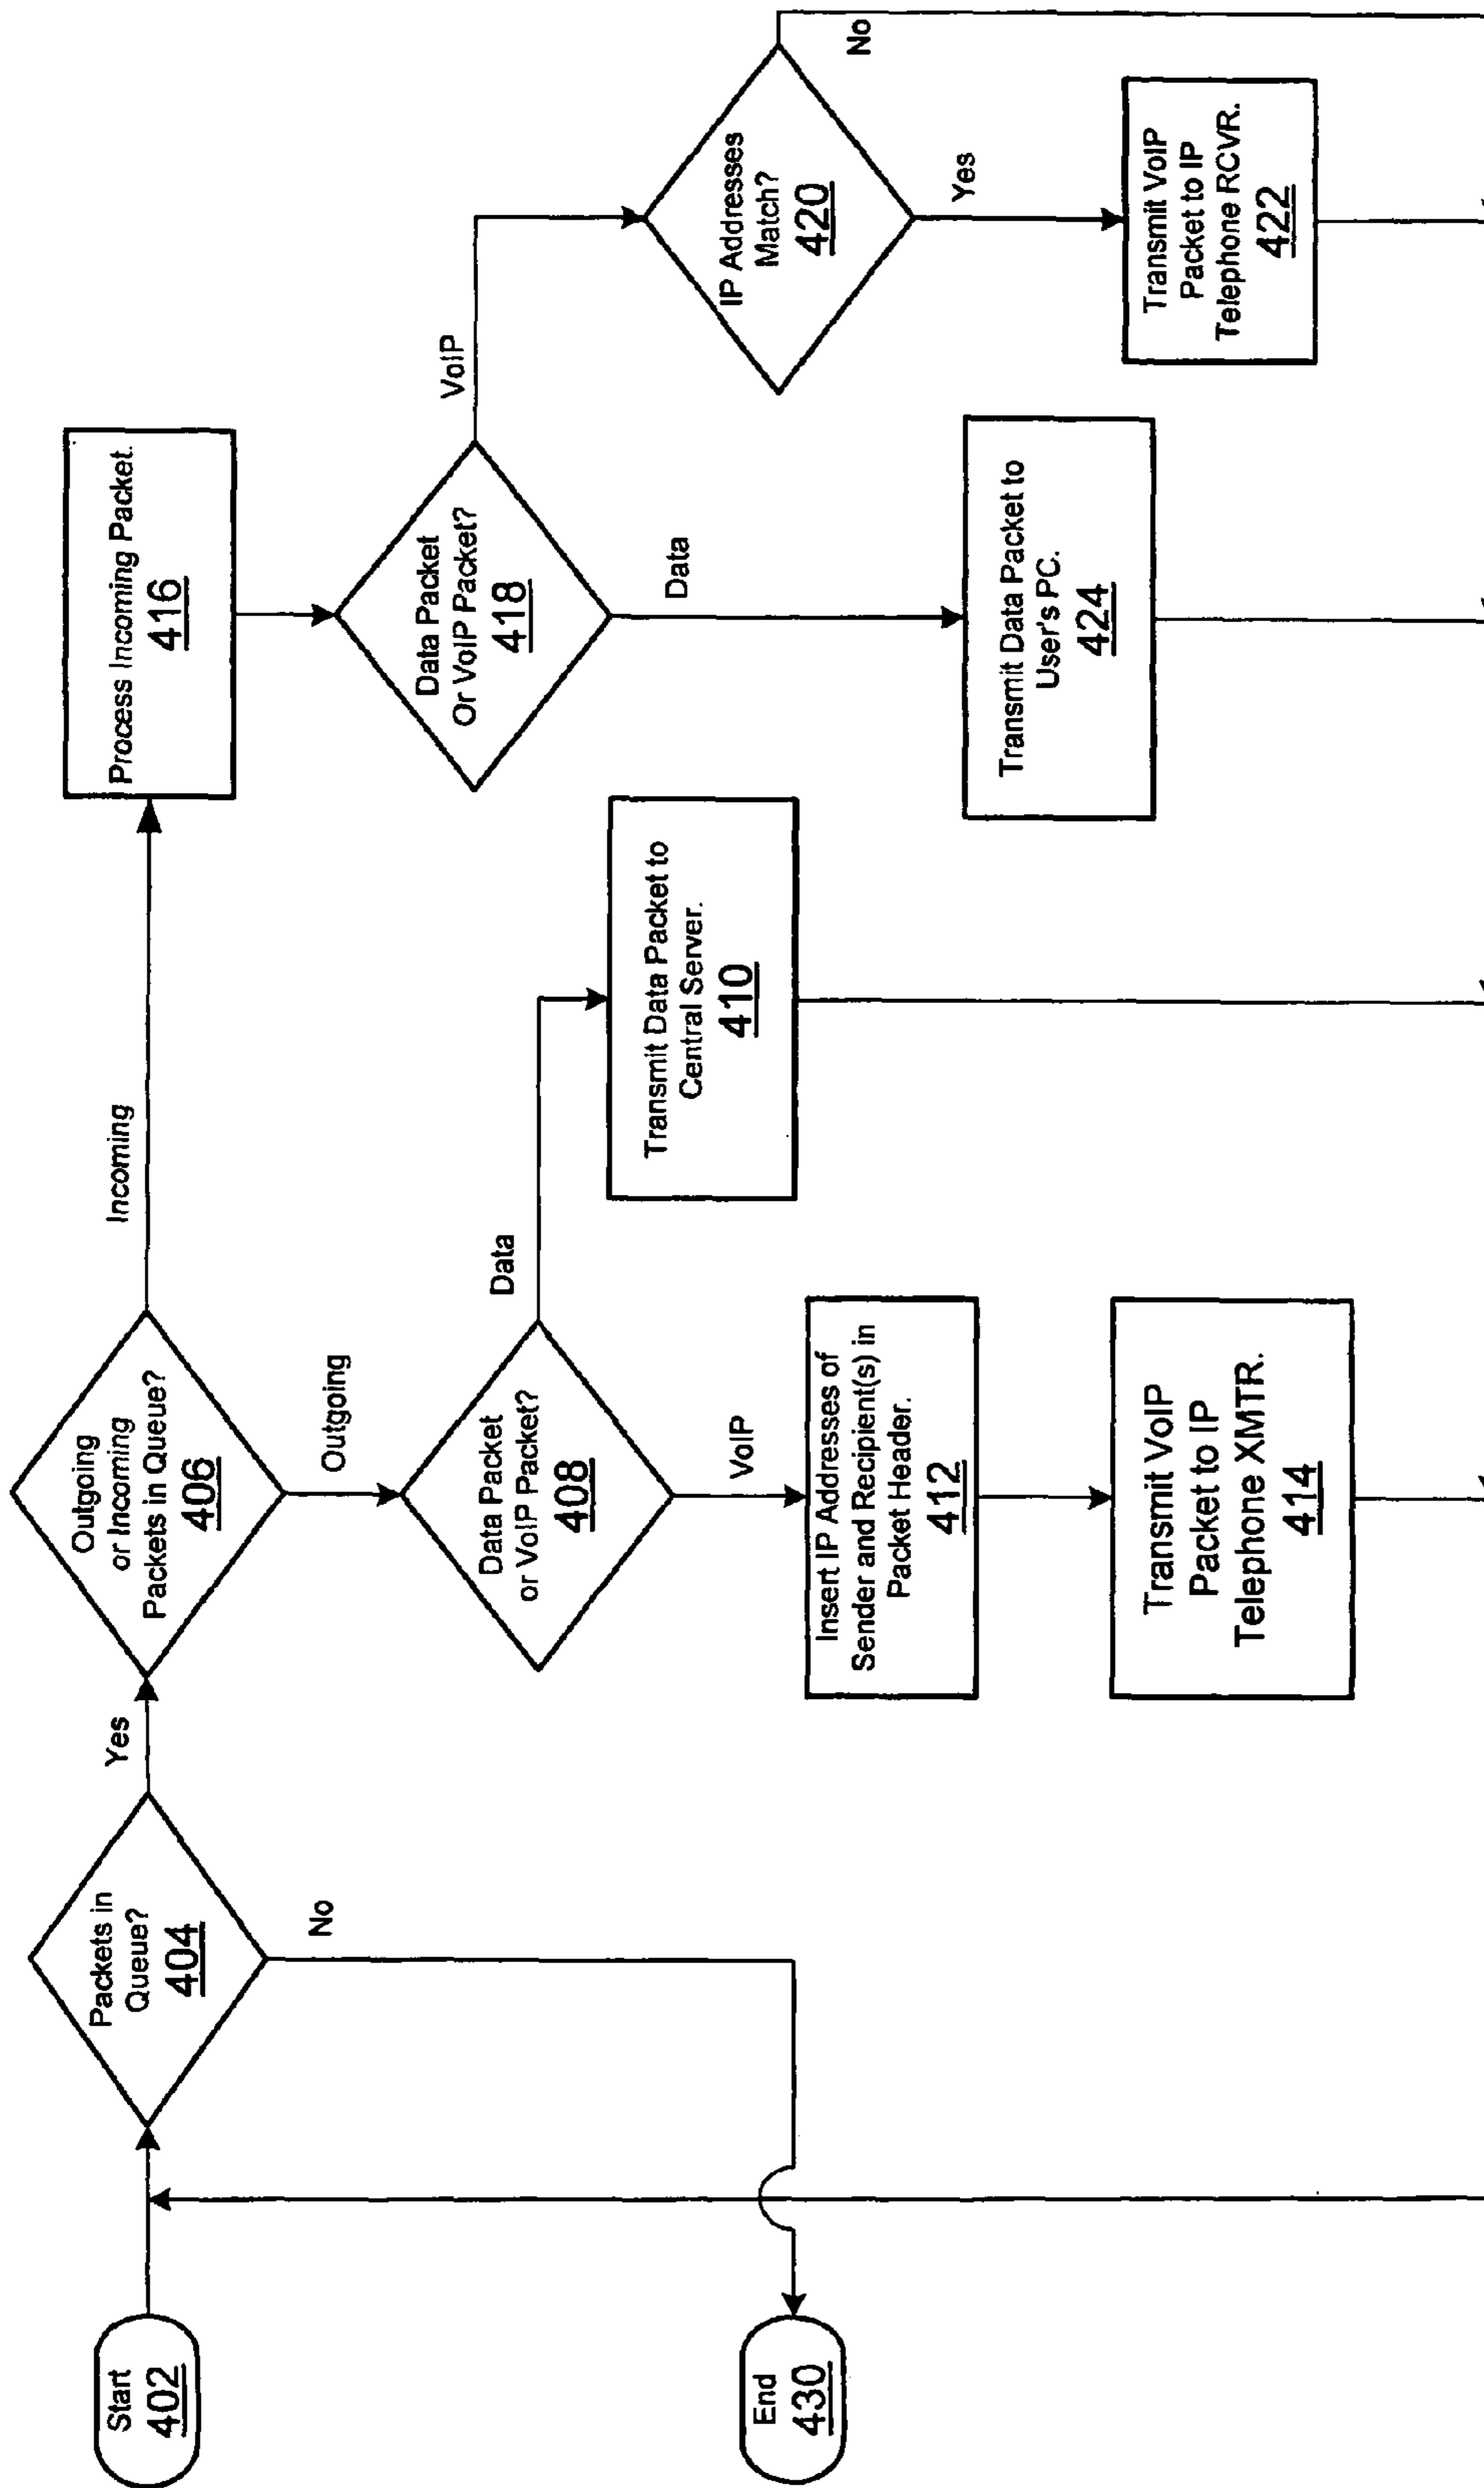 Start
402
Packets in
Queue?
404
Yes
No
End
430
Outgoing
or Incoming
Packets in Queue?
406
Incoming
Outgoing
Data Packet
or VoIP Packet?
408
Data
VoIP
Transmit Data Packet to
Central Server.
410
Insert IP Addresses of
Sender and Recipient(s) in
Packet Header.
412
Transmit VoIP
Packet to IP
Telephone XMTR.
414
Process Incoming Packet.
416
Data Packet
Or VoIP Packet?
418
VoIP
Data
Transmit Data Packet to
User's PC.
424
IP Addresses
Match?
420
No
Yes
Transmit VoIP
Packet to IP
Telephone RCVR.
422